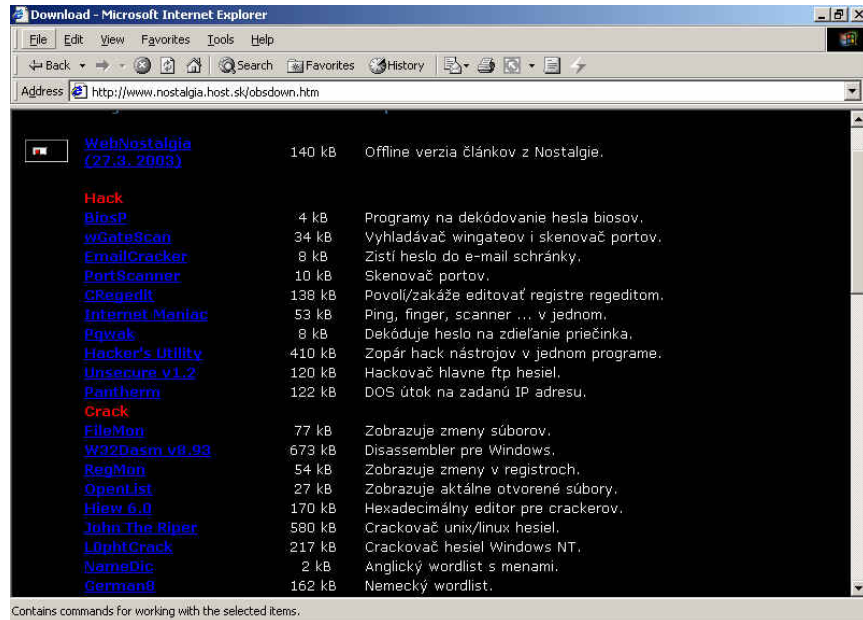 Download - Microsoft Internet Explorer
File Edit View Favorites Tools Help
Back Search Favorites History
Address http://www.nostalgia.host.sk/obsdown.htm
WebNostalgia (27.3. 2003) 140 kB Offline verzia článkov z Nostalgie.
Hack
BiosP 4 kB Programy na dekódovanie hesla biosov.
wGateScan 34 kB Vyhladávač wingateov i skenovač portov.
EmailCracker 8 kB Zistí heslo do e-mail schránky.
PortScanner 10 kB Skenovač portov.
CRegedit 138 kB Povolí/zakáže editovať registre regeditom.
Internet Maniac 53 kB Ping, finger, scanner ... v jednom.
Pqwak 8 kB Dekóduje heslo na zdieľanie priečinka.
Hacker's Utility 410 kB Zopár hack nástrojov v jednom programe.
Unsecure v1.2 120 kB Hackovač hlavne ftp hesiel.
Pantherm 122 kB DOS útok na zadanú IP adresu.
Crack
FileMon 77 kB Zobrazuje zmeny súborov.
W32Dasm v8.93 673 kB Disassembler pre Windows.
RegMon 54 kB Zobrazuje zmeny v registroch.
OpenList 27 kB Zobrazuje aktálne otvorené súbory.
Hiew 6.0 170 kB Hexadecimálny editor pre crackerov.
John The Riper 580 kB Crackovač unix/linux hesiel.
L0phtCrack 217 kB Crackovač hesiel Windows NT.
NameDic 2 kB Anglický wordlist s menami.
German0 162 kB Nemecký wordlist.
Contains commands for working with the selected items.